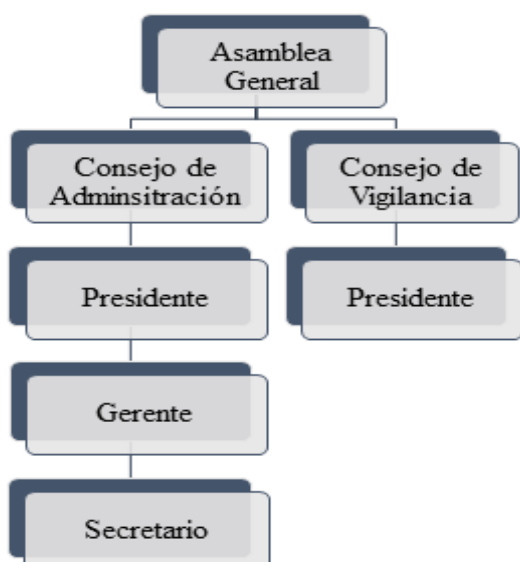 Asamblea
General
Consejo de
Adminsitración
Consejo de
Vigilancia
Presidente
Presidente
Gerente
Secretario